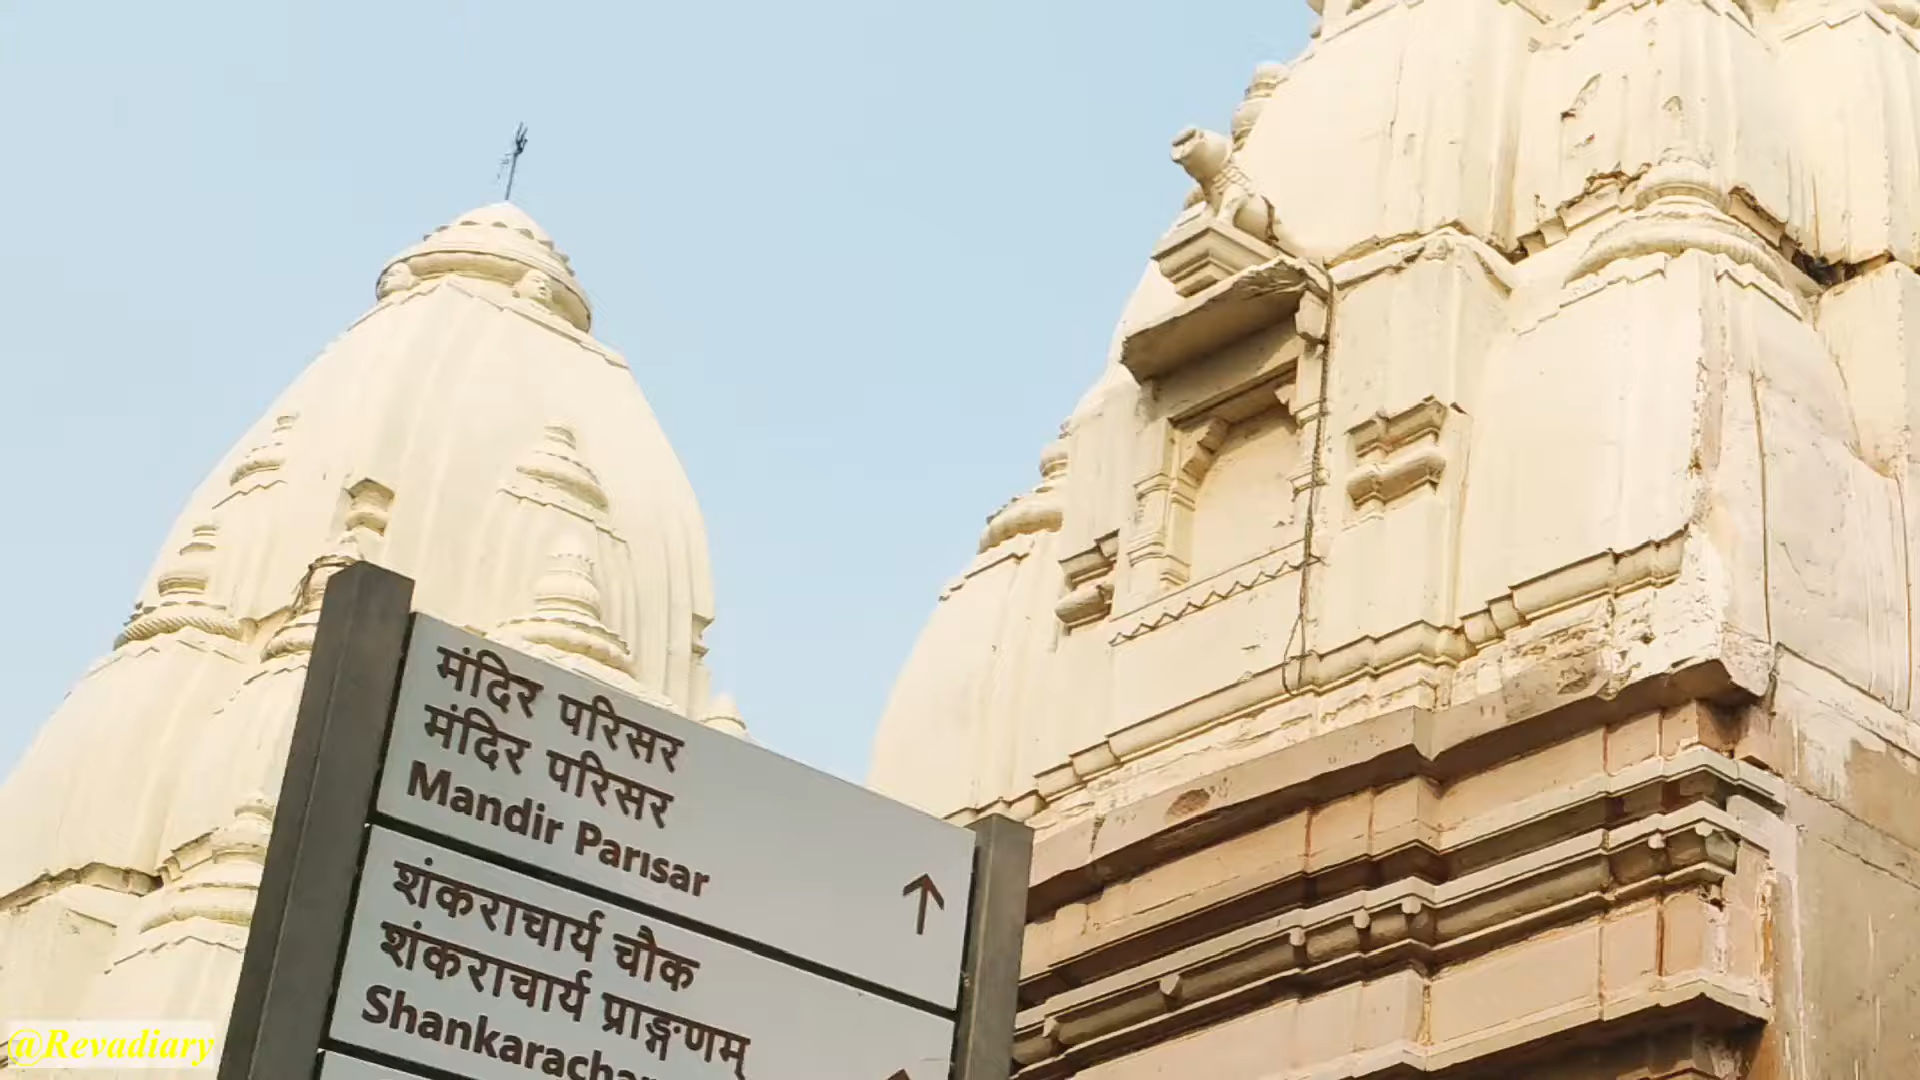 मंदिर परिसर
मंदिर परिसर
Mandir Parisar
शंकराचार्य चौक
शंकराचार्य प्राङ्गणम्
@Revadiary